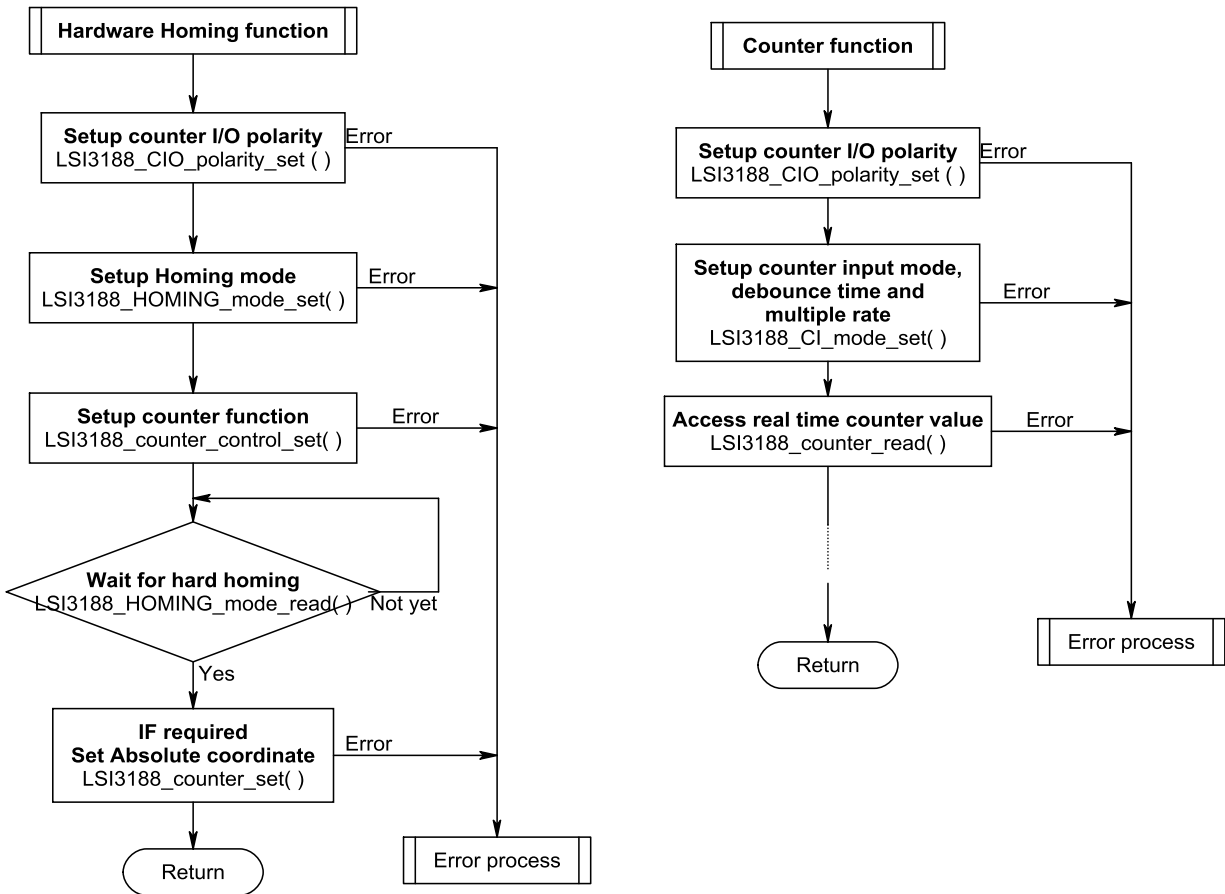 Hardware Homing function
Setup counter I/O polarity
LSI3188_CIO_polarity_set ( )
Error
Setup Homing mode
LSI3188_HOMING_mode_set( )
Error
Setup counter function
LSI3188_counter_control_set( )
Error
Wait for hard homing
LSI3188_HOMING_mode_read( )
Not yet
Yes
IF required
Set Absolute coordinate
LSI3188_counter_set( )
Error
Return
Error process
Counter function
Setup counter I/O polarity
LSI3188_CIO_polarity_set ( )
Error
Setup counter input mode,
debounce time and
multiple rate
LSI3188_CI_mode_set( )
Error
Access real time counter value
LSI3188_counter_read( )
Error
Return
Error process